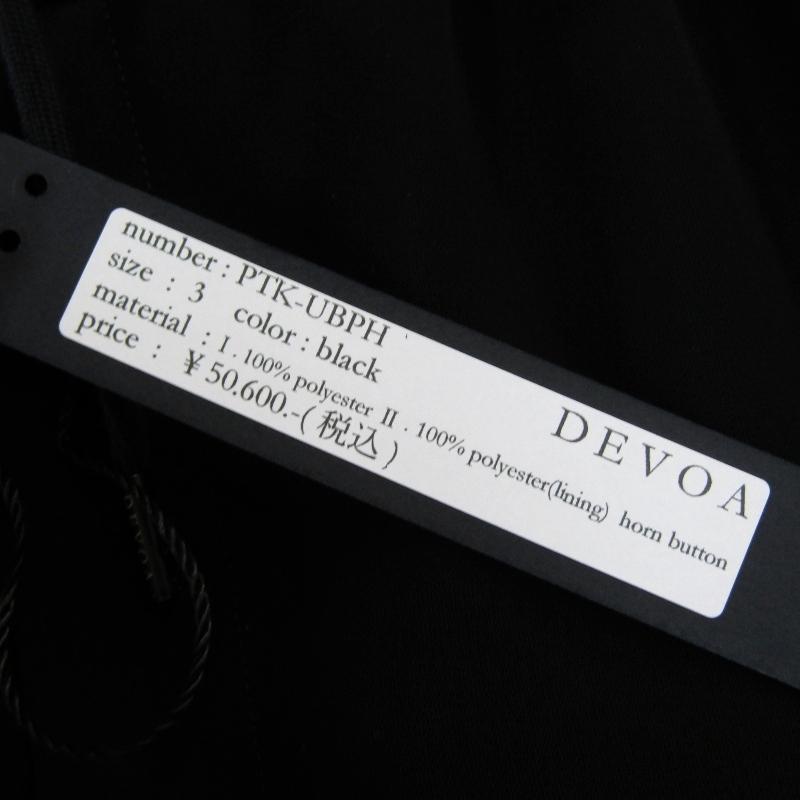 number : PTK-UBPH
size : 3 color : black
material : I . 100% polyester II . 100% polyester(lining) horn button
price : ¥ 50.600.-(税込)
DEVOA
DEVOA